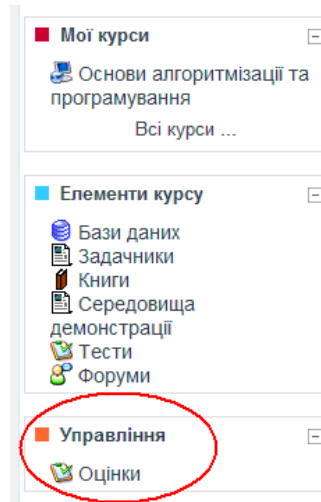 Мої курси
Основи алгоритмізації та
програмування
Всі курси ...
Елементи курсу
Бази даних
Задачники
Книги
Середовища
демонстрації
Тести
Форуми
Управління
Оцінки